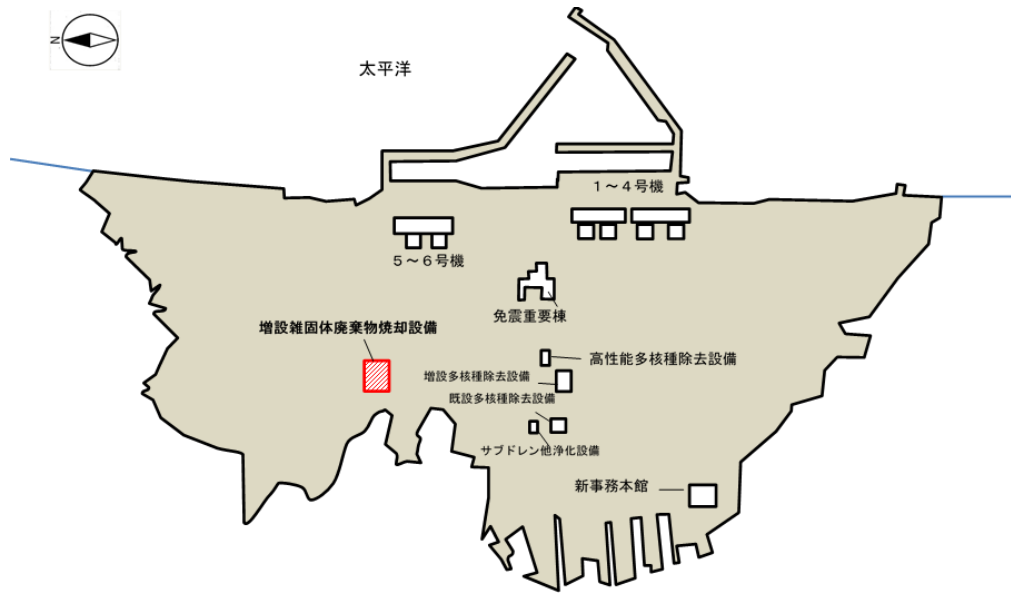 N
太平洋
1～4号機
5～6号機
免震重要棟
増設雑固体廃棄物焼却設備
高性能多核種除去設備
増設多核種除去設備
既設多核種除去設備
サブドレン他浄化設備
新事務本館